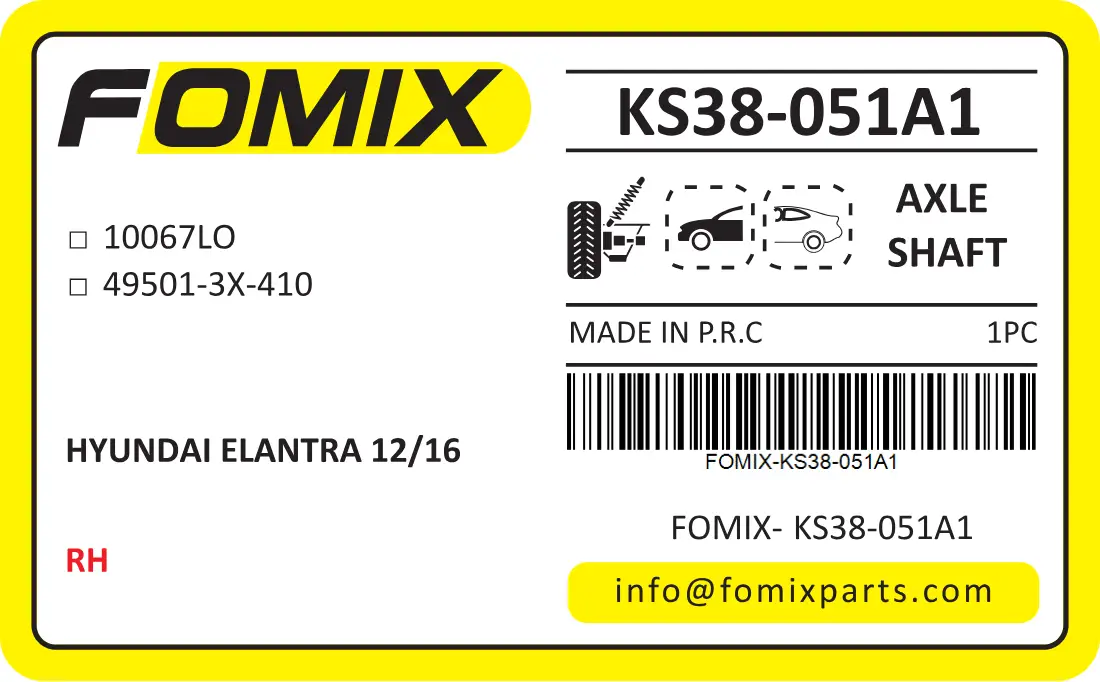 FOMIX
10067LO
49501-3X-410
HYUNDAI ELANTRA 12/16
RH
KS38-051A1
AXLE
SHAFT
MADE IN P.R.C 1PC
FOMIX-KS38-051A1
FOMIX- KS38-051A1
info@fomixparts.com